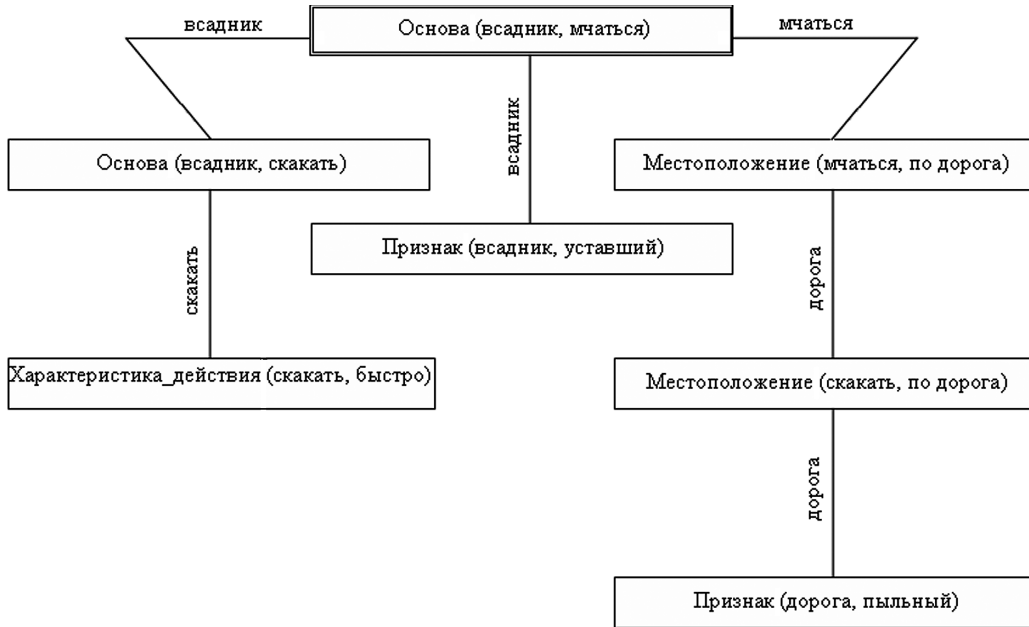 всадник
Основа (всадник, мчаться)
мчаться
всадник
Основа (всадник, скакать)
Местоположение (мчаться, по дорога)
Признак (всадник, уставший)
скакать
дорога
Характеристика_действия (скакать, быстро)
Местоположение (скакать, по дорога)
дорога
Признак (дорога, пыльный)